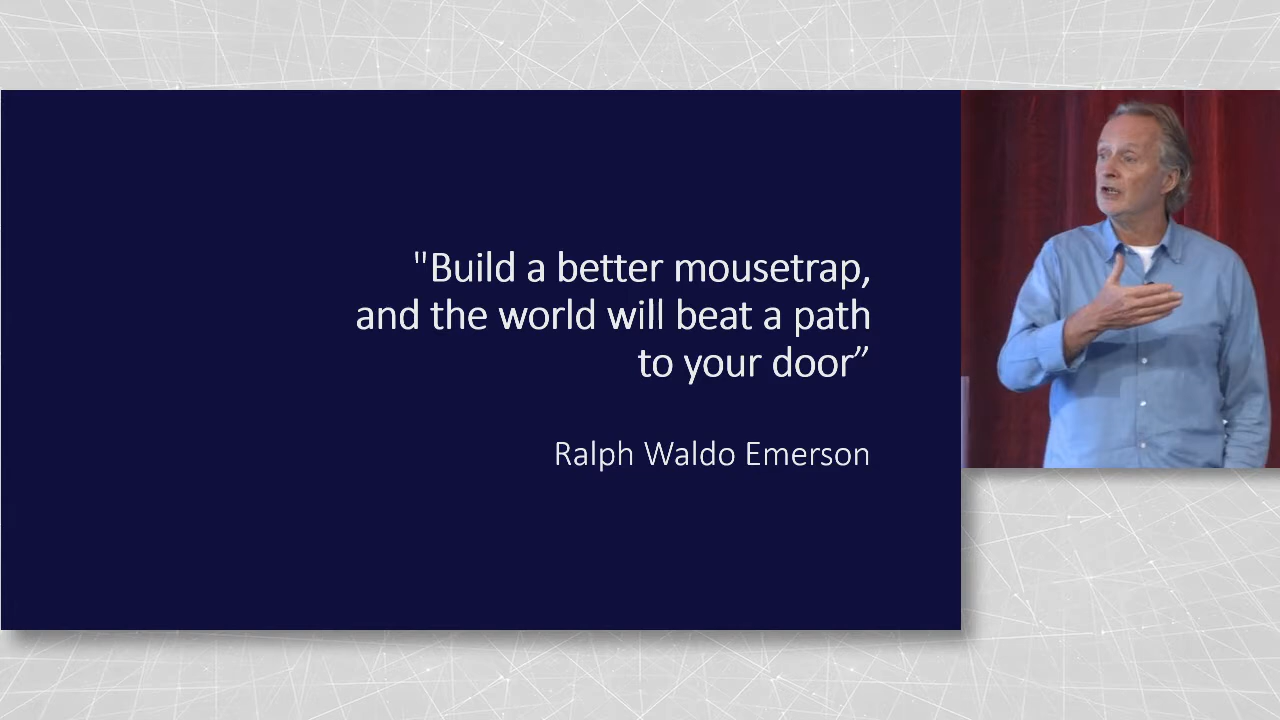 "Build a better mousetrap,
and the world will beat a path
to your door”
Ralph Waldo Emerson